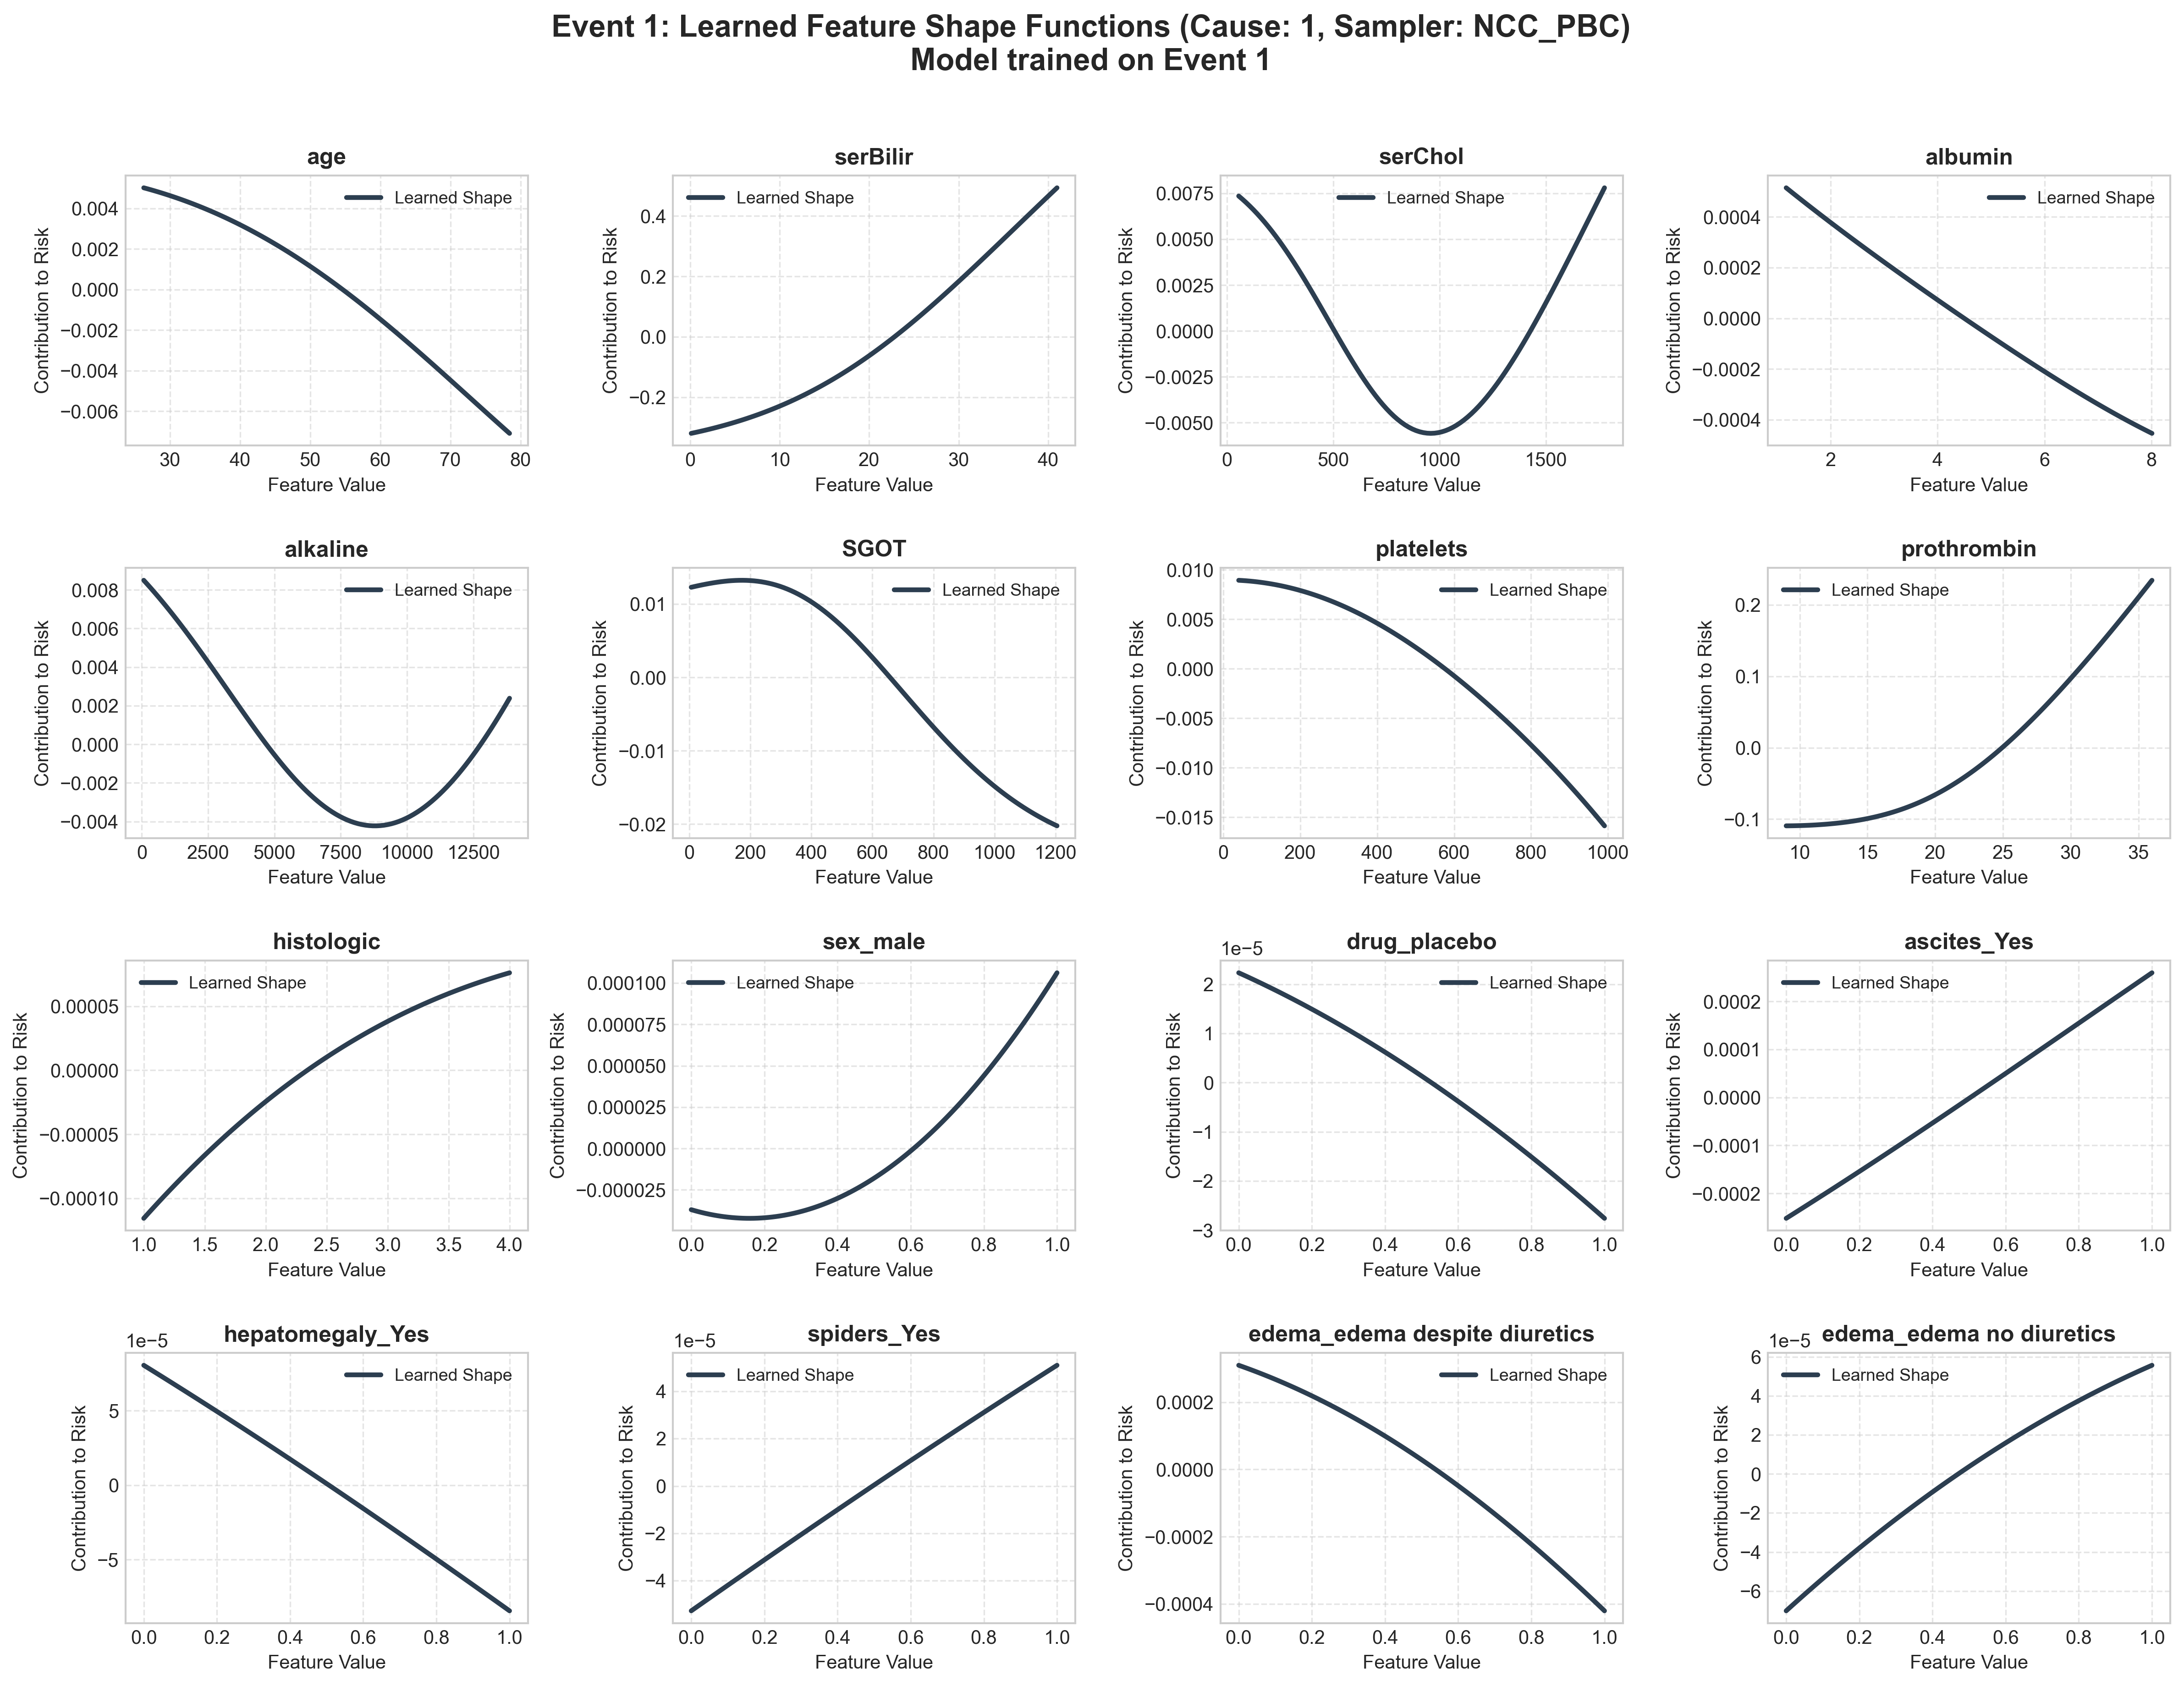 Event 1: Learned Feature Shape Functions (Cause: 1, Sampler: NCC_PBC)
Model trained on Event 1
age
Learned Shape
Contribution to Risk
0.004
0.002
0.000
−0.002
−0.004
−0.006
30 40 50 60 70 80
Feature Value
serBilir
Learned Shape
Contribution to Risk
0.4
0.2
0.0
−0.2
0 10 20 30 40
Feature Value
serChol
Learned Shape
Contribution to Risk
0.0075
0.0050
0.0025
0.0000
−0.0025
−0.0050
0 500 1000 1500
Feature Value
albumin
Learned Shape
Contribution to Risk
0.0004
0.0002
0.0000
−0.0002
−0.0004
2 4 6 8
Feature Value
alkaline
Learned Shape
Contribution to Risk
0.008
0.006
0.004
0.002
0.000
−0.002
−0.004
0 2500 5000 7500 10000 12500
Feature Value
SGOT
Learned Shape
Contribution to Risk
0.01
0.00
−0.01
−0.02
0 200 400 600 800 1000 1200
Feature Value
platelets
Learned Shape
Contribution to Risk
0.010
0.005
0.000
−0.005
−0.010
−0.015
0 200 400 600 800 1000
Feature Value
prothrombin
Learned Shape
Contribution to Risk
0.2
0.1
0.0
−0.1
10 15 20 25 30 35
Feature Value
histologic
Learned Shape
Contribution to Risk
0.00005
0.00000
−0.00005
−0.00010
1.0 1.5 2.0 2.5 3.0 3.5 4.0
Feature Value
sex_male
Learned Shape
Contribution to Risk
0.000100
0.000075
0.000050
0.000025
0.000000
−0.000025
0.0 0.2 0.4 0.6 0.8 1.0
Feature Value
drug_placebo
1e−5
Learned Shape
Contribution to Risk
2
1
0
−1
−2
−3
0.0 0.2 0.4 0.6 0.8 1.0
Feature Value
ascites_Yes
Learned Shape
Contribution to Risk
0.0002
0.0001
0.0000
−0.0001
−0.0002
0.0 0.2 0.4 0.6 0.8 1.0
Feature Value
hepatomegaly_Yes
1e−5
Learned Shape
Contribution to Risk
5
0
−5
0.0 0.2 0.4 0.6 0.8 1.0
Feature Value
spiders_Yes
1e−5
Learned Shape
Contribution to Risk
4
2
0
−2
−4
0.0 0.2 0.4 0.6 0.8 1.0
Feature Value
edema_edema despite diuretics
Learned Shape
Contribution to Risk
0.0002
0.0000
−0.0002
−0.0004
0.0 0.2 0.4 0.6 0.8 1.0
Feature Value
edema_edema no diuretics
1e−5
Learned Shape
Contribution to Risk
6
4
2
0
−2
−4
−6
0.0 0.2 0.4 0.6 0.8 1.0
Feature Value